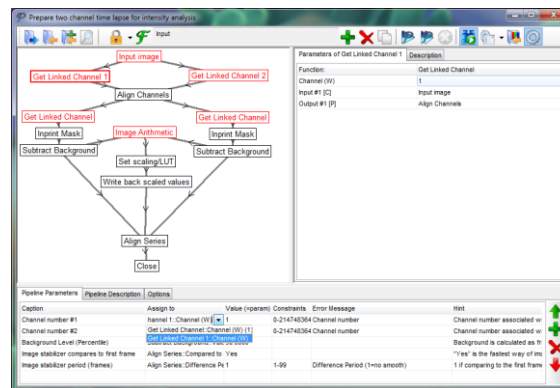 Prepare two channel time lapse for intensity analysis
Input
Input image
Get Linked Channel 1
Get Linked Channel 2
Align Channels
Get Linked Channel
Get Linked Channel
Inprint Mask
Image Arithmetic
Inprint Mask
Subtract Background
Subtract Background
Set scaling/LUT
Write back scaled values
Align Series
Close
Parameters of Get Linked Channel 1 Description
Function: Get Linked Channel
Channel (W) 1
Input #1 [C] Input image
Output #1 [P] Align Channels
Pipeline Parameters Pipeline Description Options
Caption Assign to Value (=param) Constraints Error Message Hint
Channel number #1 hannel 1::Channel (W) 1 0-214748364 Channel number Channel number associated w
Channel number #2 Get Linked Channel::Channel (W) (1) 0-214748364 Channel number Channel number associated w
Get Linked Channel 1::Channel (W)
Background Level (Percentile) Background is calculated as fr
Image stabilizer compares to first frame Align Series::Compared to Yes "Yes" is the fastest way of ima
Image stabilizer period (frames) Align Series::Difference Pe 1 1-99 Difference Period (1=no smooth) 1 if comparing to the first frame